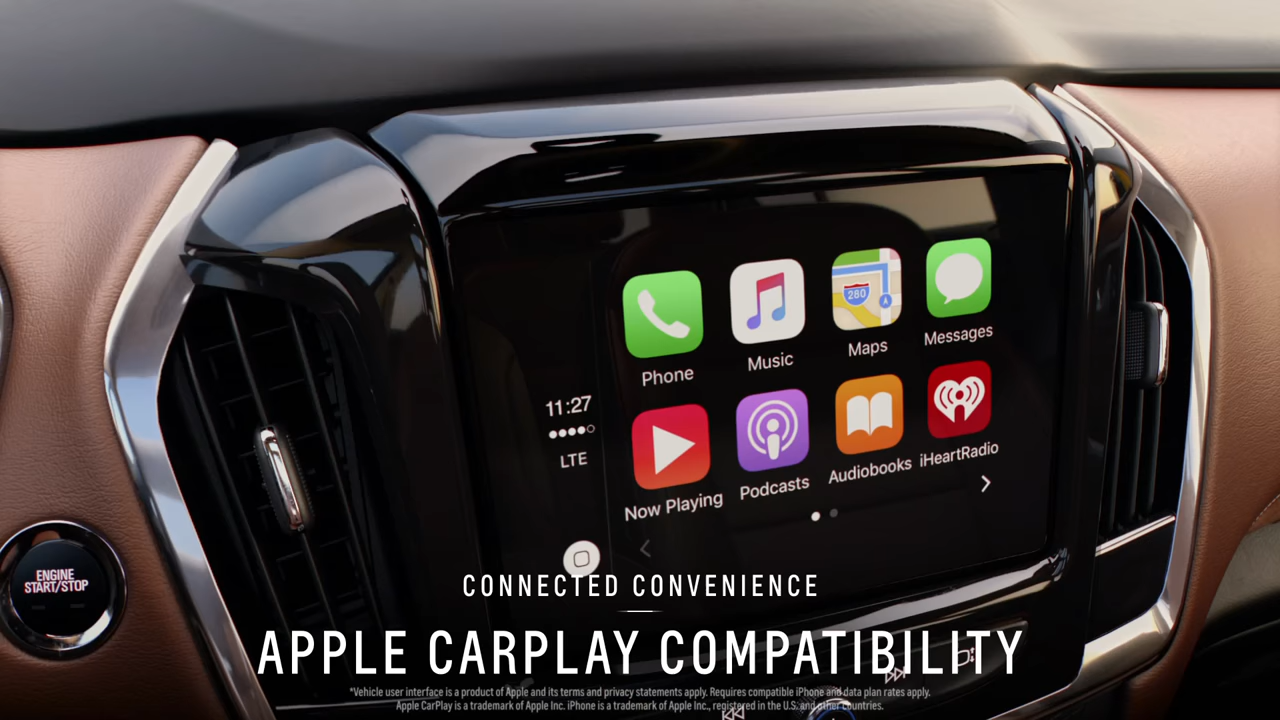 280
Phone
Music
Maps
Messages
11:27
LTE
Now Playing
Podcasts
Audiobooks
iHeartRadio
ENGINE
START/STOP
CONNECTED CONVENIENCE
APPLE CARPLAY COMPATIBILITY
*Vehicle user interface is a product of Apple and its terms and privacy statements apply. Requires compatible iPhone and data plan rates apply.
Apple CarPlay is a trademark of Apple Inc. iPhone is a trademark of Apple Inc., registered in the U.S. and other countries.